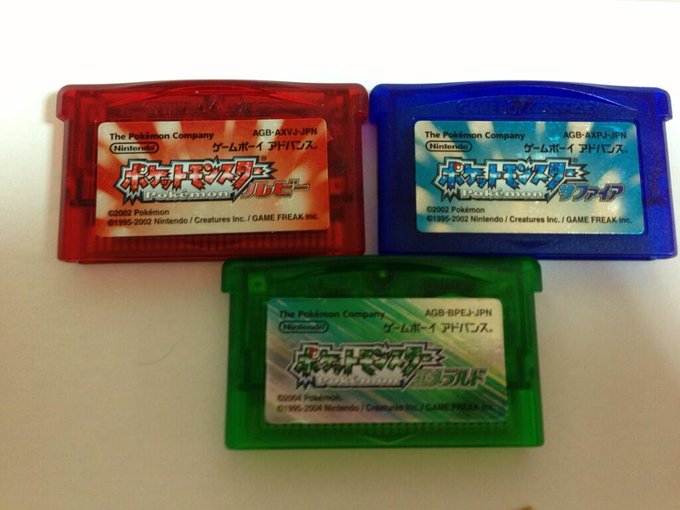 The Pokémon Company AGB-AXVJ-JPN
Nintendo ゲームボーイ アドバンス®
ポケットモンスター
Pokémon ルビー
©2002 Pokémon
©1995-2002 Nintendo / Creatures Inc. / GAME FREAK inc.
The Pokémon Company AGB-AXPJ-JPN
Nintendo ゲームボーイ アドバンス®
ポケットモンスター
Pokémon サファイア
©2002 Pokémon
©1995-2002 Nintendo / Creatures Inc. / GAME FREAK inc.
The Pokémon Company AGB-BPEJ-JPN
Nintendo ゲームボーイ アドバンス®
ポケットモンスター
Pokémon エメラルド
©2004 Pokémon
©1995-2004 Nintendo / Creatures Inc. / GAME FREAK inc.